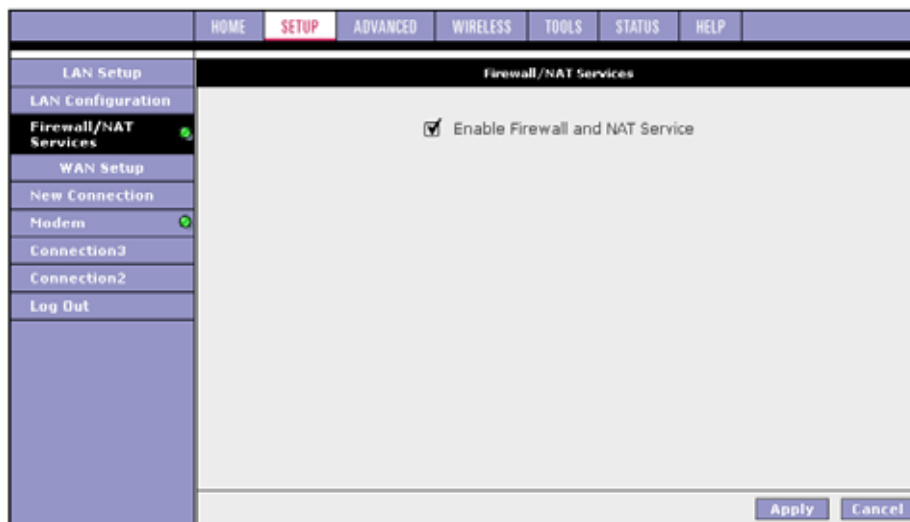 HOME SETUP ADVANCED WIRELESS TOOLS STATUS HELP
LAN Setup
LAN Configuration
Firewall/NAT
Services
WAN Setup
New Connection
Modem
Connection3
Connection2
Log Out
Firewall/NAT Services
Enable Firewall and NAT Service
Apply Cancel